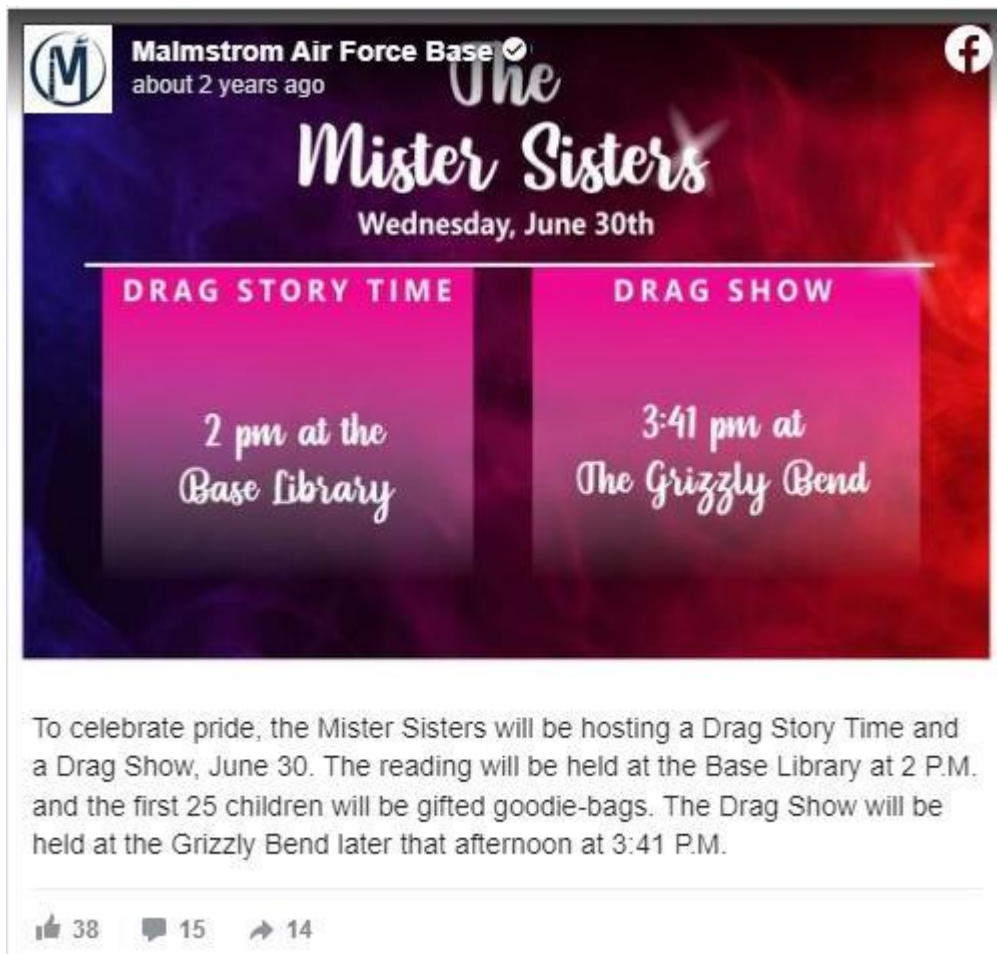 Malmstrom Air Force Base
about 2 years ago
The
Mister Sisters
Wednesday, June 30th
DRAG STORY TIME
2 pm at the
Base Library
DRAG SHOW
3:41 pm at
The Grizzly Bend
To celebrate pride, the Mister Sisters will be hosting a Drag Story Time and
a Drag Show, June 30. The reading will be held at the Base Library at 2 P.M.
and the first 25 children will be gifted goodie-bags. The Drag Show will be
held at the Grizzly Bend later that afternoon at 3:41 P.M.
38 15 14